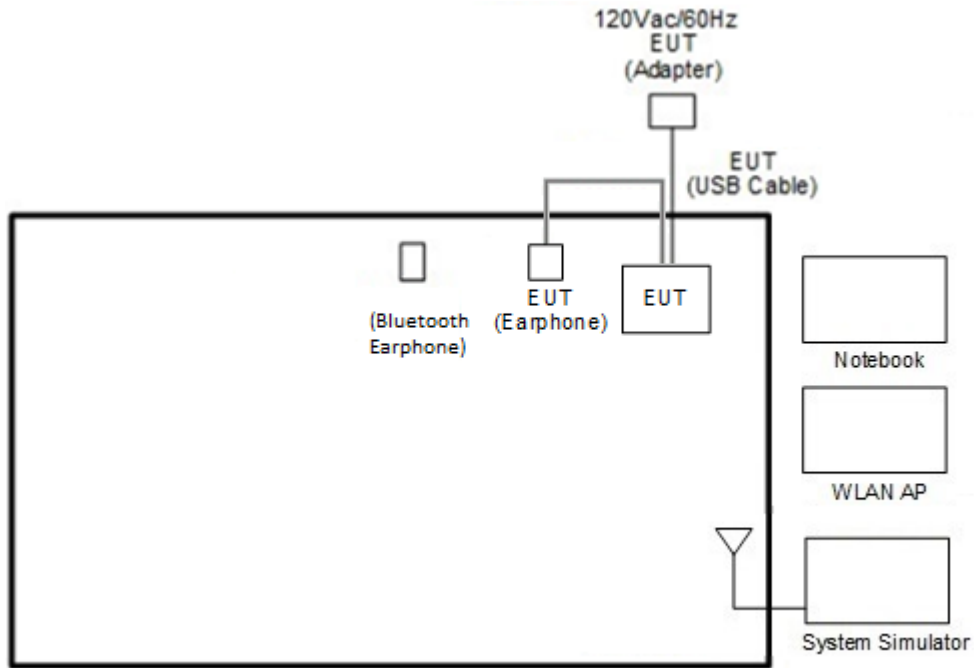 120Vac/60Hz
EUT
(Adapter)
EUT
(USB Cable)
(Bluetooth
Earphone)
EUT
(Earphone)
EUT
Notebook
WLAN AP
System Simulator